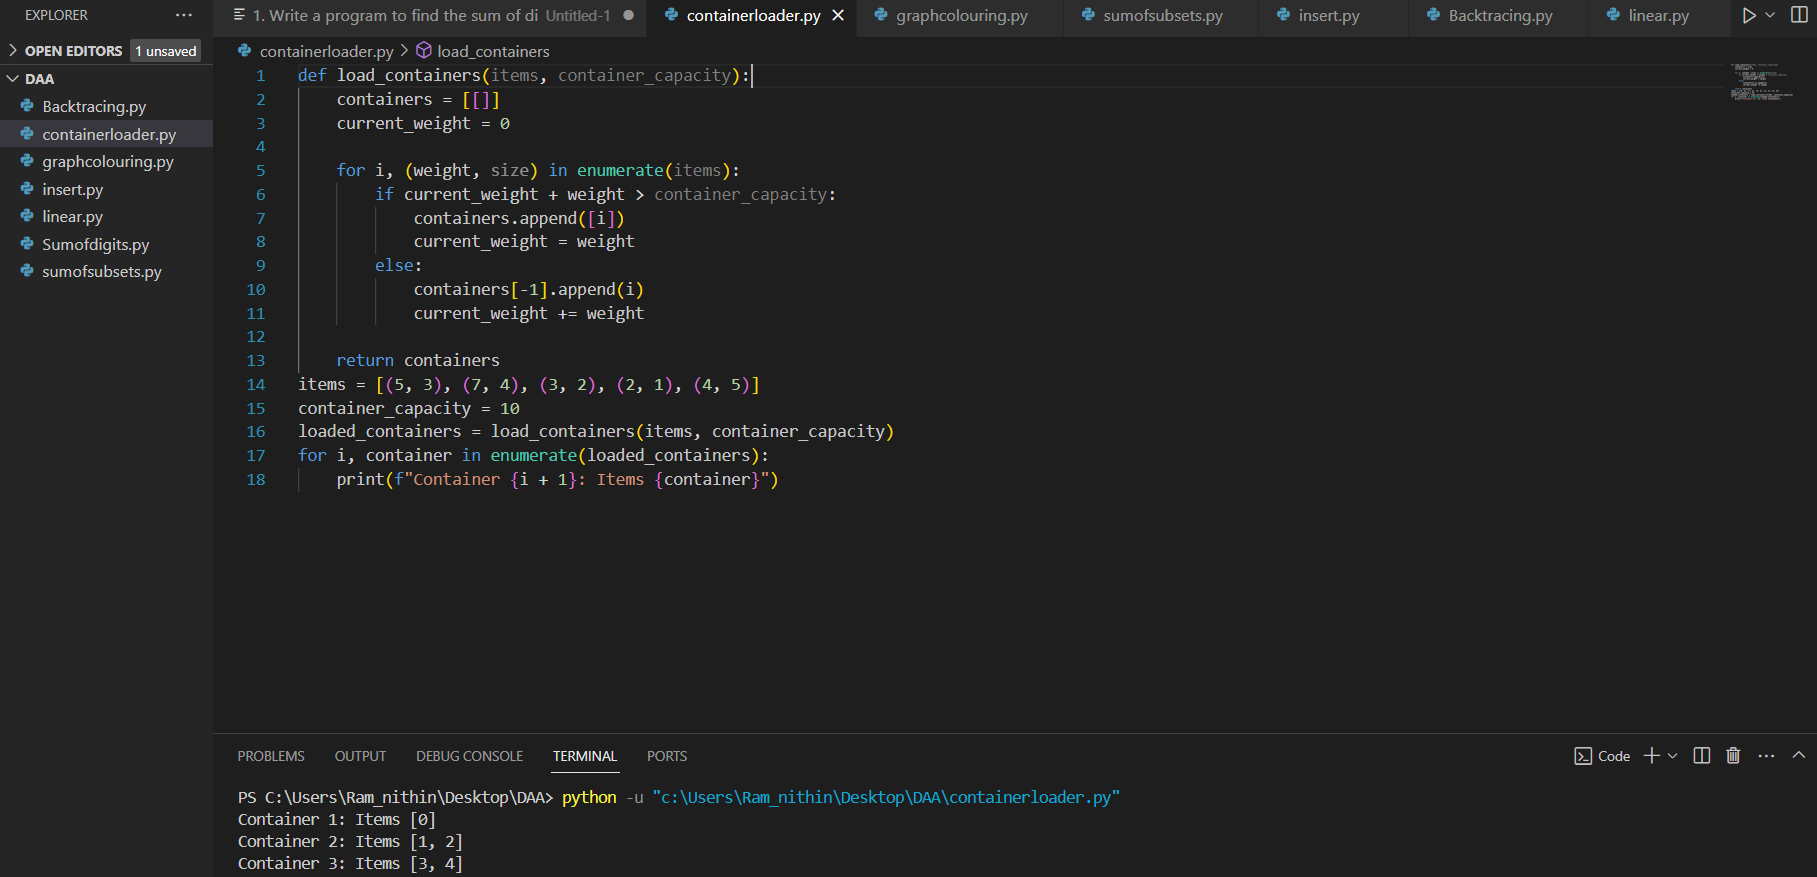 EXPLORER ···
OPEN EDITORS 1 unsaved
DAA
Backtracing.py
containerloader.py
graphcolouring.py
insert.py
linear.py
Sumofdigits.py
sumofsubsets.py
1. Write a program to find the sum of di Untitled-1
containerloader.py
graphcolouring.py
sumofsubsets.py
insert.py
Backtracing.py
linear.py
containerloader.py > load_containers
1 def load_containers(items, container_capacity):
2     containers = [[]]
3     current_weight = 0
4
5     for i, (weight, size) in enumerate(items):
6         if current_weight + weight > container_capacity:
7             containers.append([i])
8             current_weight = weight
9         else:
10             containers[-1].append(i)
11             current_weight += weight
12
13     return containers
14 items = [(5, 3), (7, 4), (3, 2), (2, 1), (4, 5)]
15 container_capacity = 10
16 loaded_containers = load_containers(items, container_capacity)
17 for i, container in enumerate(loaded_containers):
18     print(f"Container {i + 1}: Items {container}")
PROBLEMS OUTPUT DEBUG CONSOLE TERMINAL PORTS
Code
PS C:\Users\Ram_nithin\Desktop\DAA> python -u "c:\Users\Ram_nithin\Desktop\DAA\containerloader.py"
Container 1: Items [0]
Container 2: Items [1, 2]
Container 3: Items [3, 4]